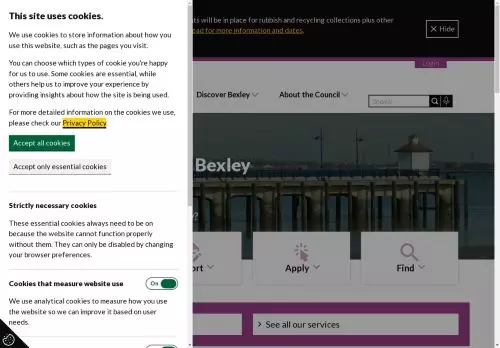 This site uses cookies.
We use cookies to store information about how you
use this website, such as the pages you visit.
You can choose which types of cookie you're happy
for us to use. Some cookies are essential, while
others help us to improve your experience by
providing insights about how the site is being used.
For more detailed information on the cookies we use,
please check our Privacy Policy
Accept all cookies
Accept only essential cookies
Strictly necessary cookies
These essential cookies always need to be on
because the website cannot function properly
without them. They can only be disabled by changing
your browser preferences.
Cookies that measure website use
On
We use analytical cookies to measure how you use
the website so we can improve it based on user
needs.
ts will be in place for rubbish and recycling collections plus other
oad for more information and dates.
Hide
Login
Discover Bexley
About the Council
Search
Bexley
?
ort
Apply
Find
See all our services